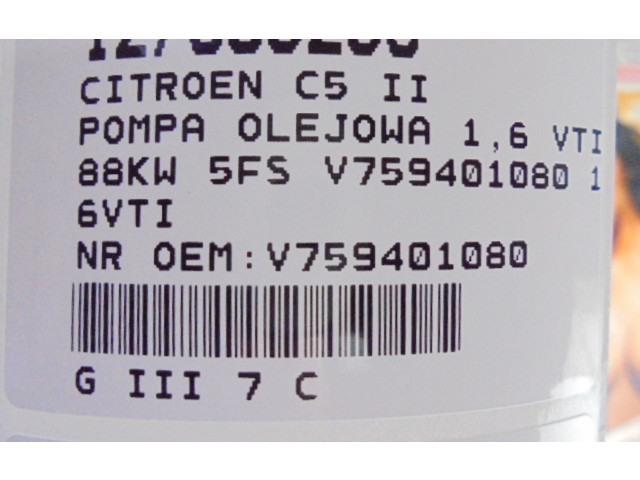 CITROEN C5 II
POMPA OLEJOWA 1,6 VTI
88KW 5FS V759401080 1
6VTI
NR OEM:V759401080
G III 7 C